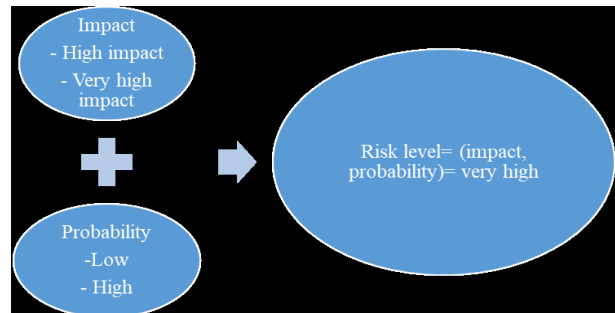 Impact
- High impact
- Very high
impact
Probability
-Low
- High
Risk level= (impact,
probability)= very high